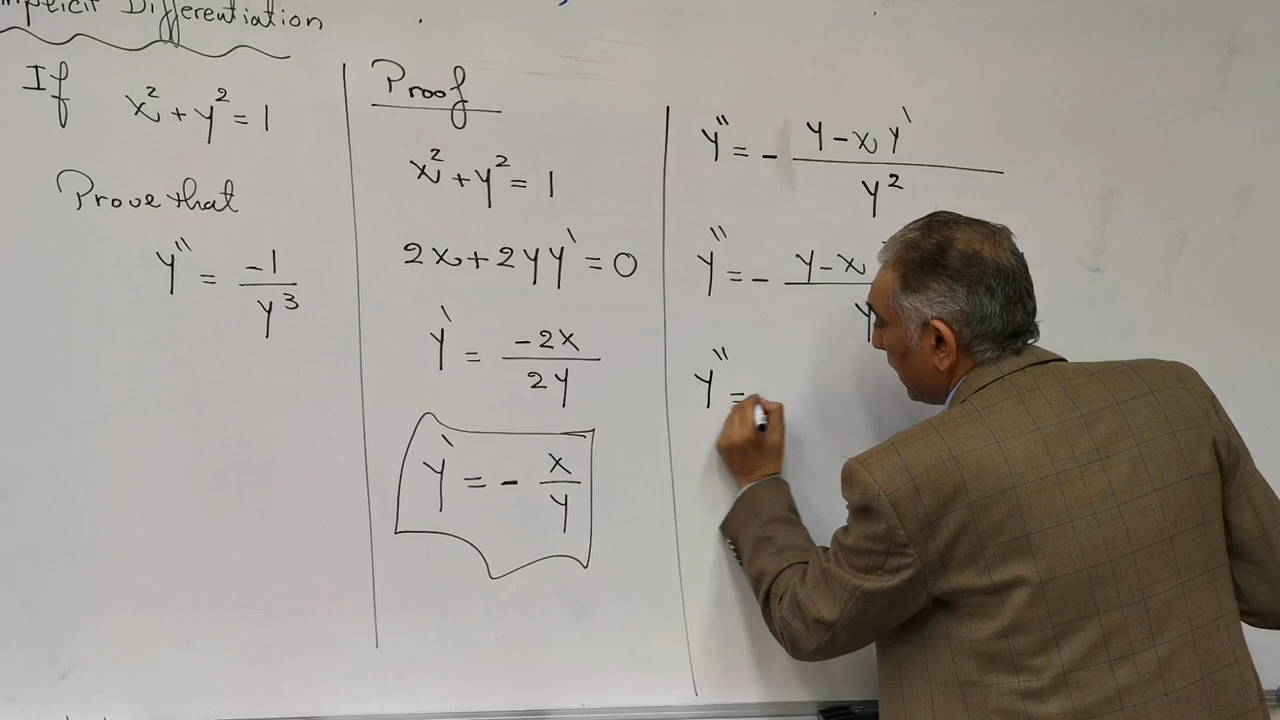 Implicit Differentiation
If x² + y² = 1
Prove that
y'' = -1/y³
Proof
x² + y² = 1
2x + 2yy' = 0
y' = -2x/2y
y' = - x/y
y'' = - (y - xy')/y²
y'' = - (y - x
y'' =